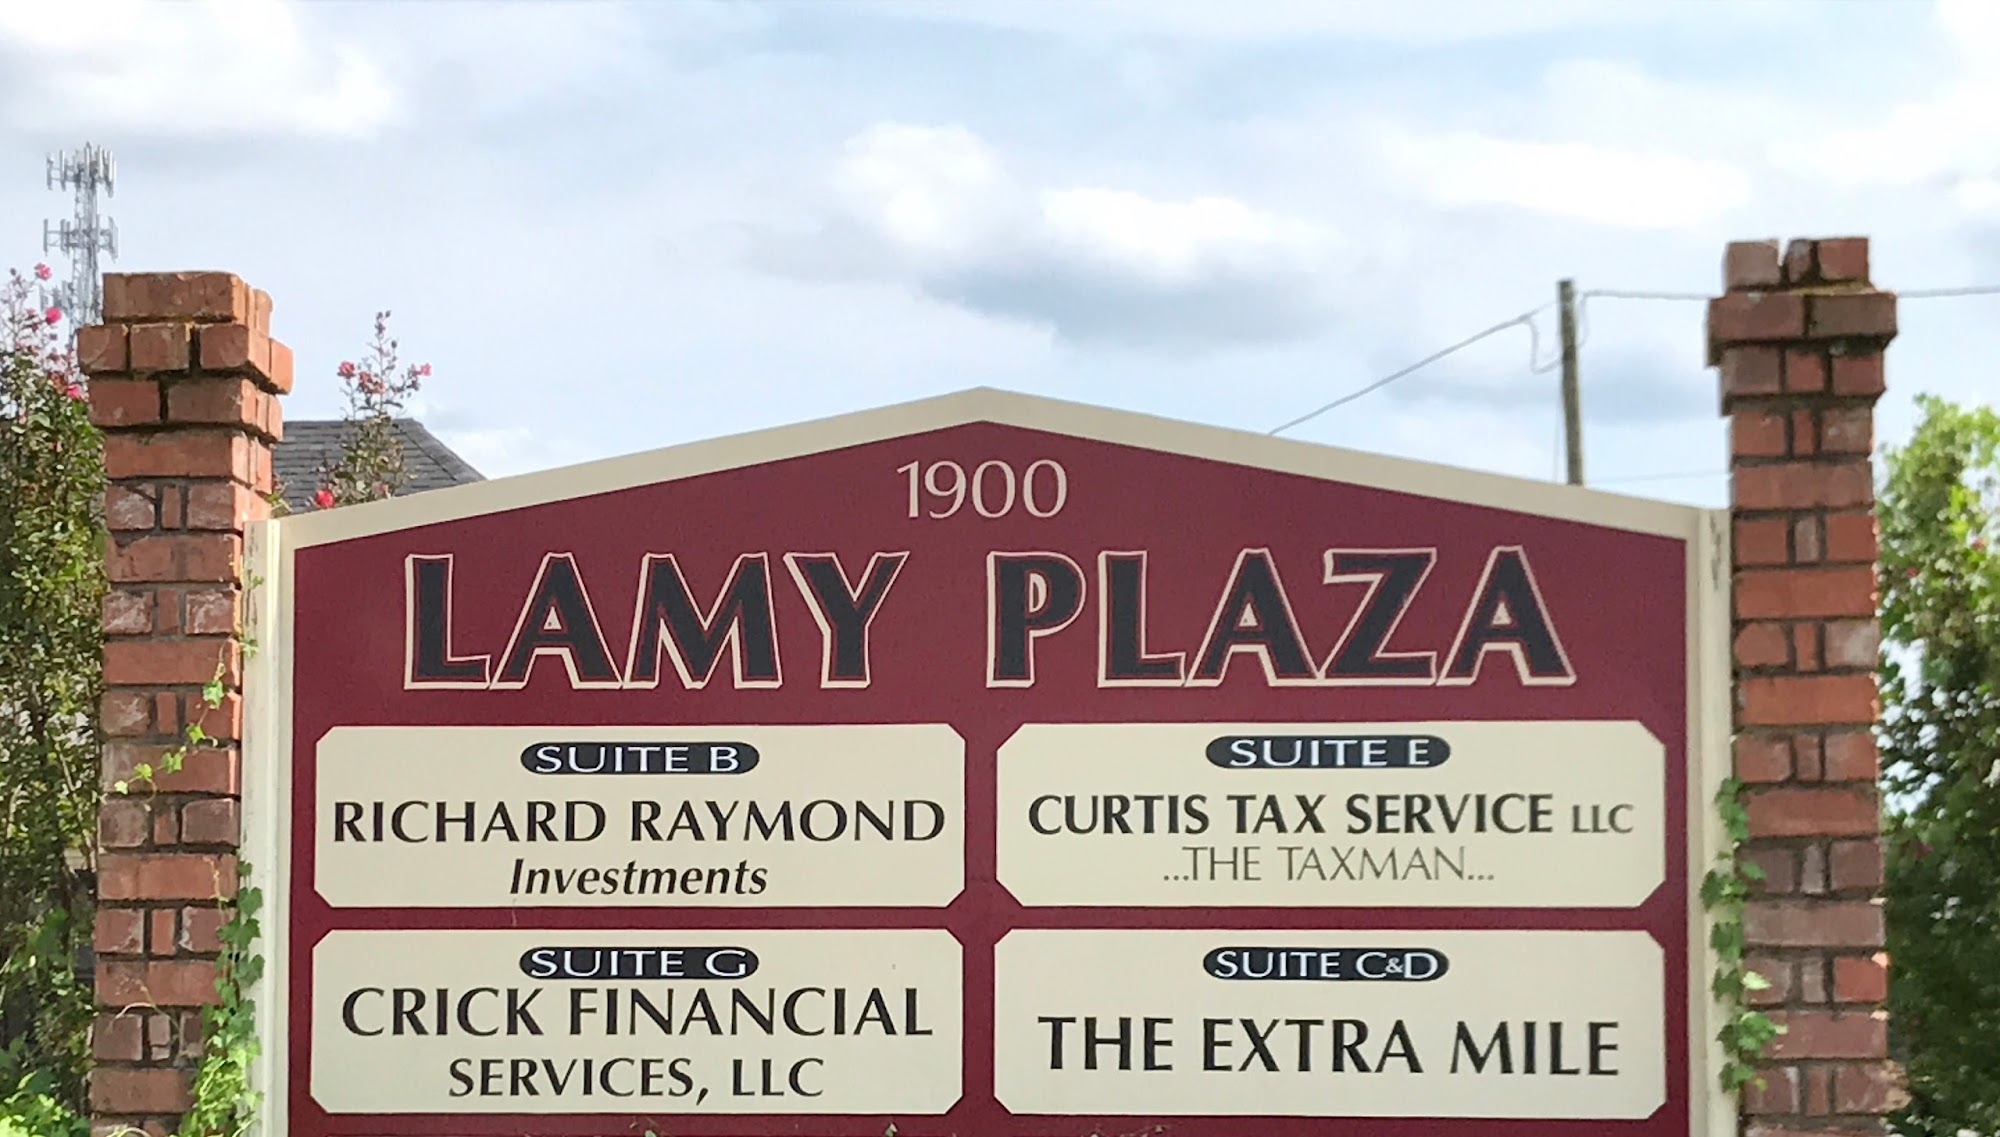 1900
LAMY PLAZA
SUITE B
RICHARD RAYMOND
Investments
SUITE E
CURTIS TAX SERVICE LLC
...THE TAXMAN...
SUITE G
CRICK FINANCIAL
SERVICES, LLC
SUITE C&D
THE EXTRA MILE